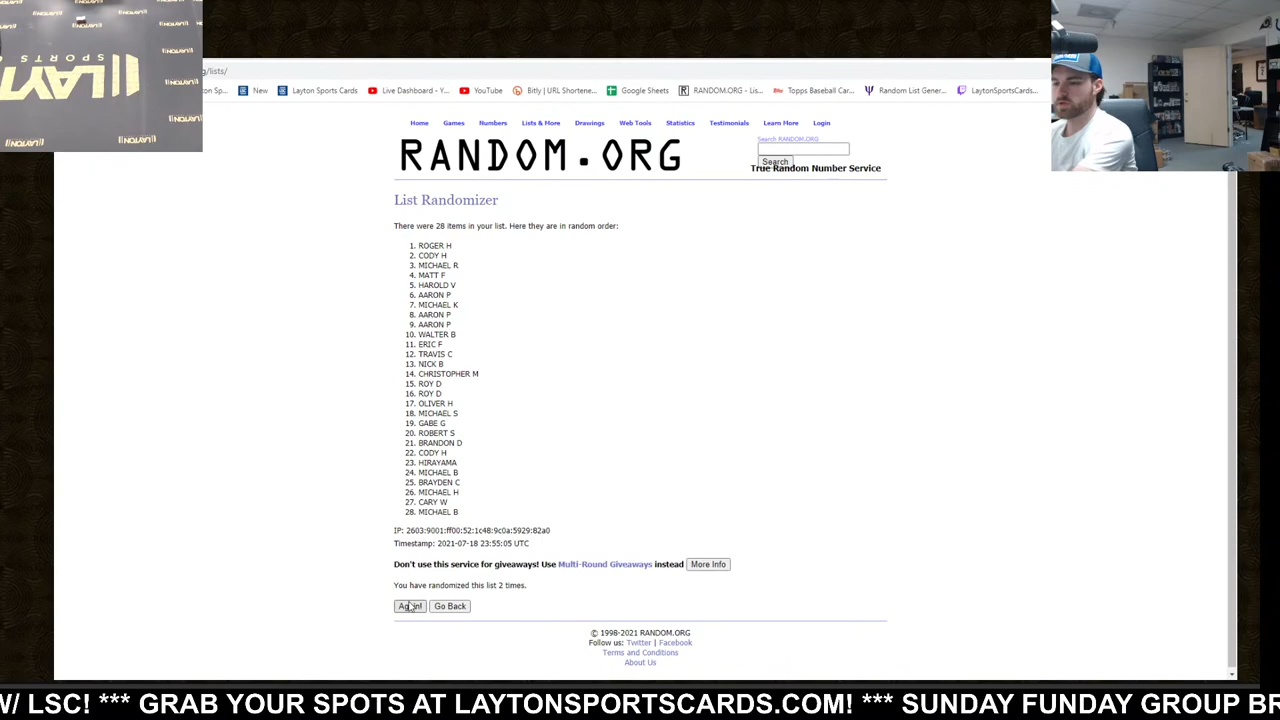 g/lists/
Sp...
New
Layton Sports Cards
Live Dashboard - Y...
YouTube
Bitly | URL Shortene...
Google Sheets
RANDOM.ORG - Lis...
Topps Baseball Car...
Random List Gener...
LaytonSportsCards...
Home
Games
Numbers
Lists & More
Drawings
Web Tools
Statistics
Testimonials
Learn More
Login
RANDOM.ORG
Search RANDOM.ORG
Search
True Random Number Service
List Randomizer
There were 28 items in your list. Here they are in random order:
1. ROGER H
2. CODY H
3. MICHAEL R
4. MATT F
5. HAROLD V
6. AARON P
7. MICHAEL K
8. AARON P
9. AARON P
10. WALTER B
11. ERIC F
12. TRAVIS C
13. NICK B
14. CHRISTOPHER M
15. ROY D
16. ROY D
17. OLIVER H
18. MICHAEL S
19. GABE G
20. ROBERT S
21. BRANDON D
22. CODY H
23. HIRAYAMA
24. MICHAEL B
25. BRAYDEN C
26. MICHAEL H
27. CARY W
28. MICHAEL B
IP: 2603:9001:ff00:52:1c48:9c0a:5929:82a0
Timestamp: 2021-07-18 23:55:05 UTC
Don't use this service for giveaways! Use Multi-Round Giveaways instead More Info
You have randomized this list 2 times.
Again! Go Back
© 1998-2021 RANDOM.ORG
Follow us: Twitter | Facebook
Terms and Conditions
About Us
W/ LSC! *** GRAB YOUR SPOTS AT LAYTONSPORTSCARDS.COM! *** SUNDAY FUNDAY GROUP BR